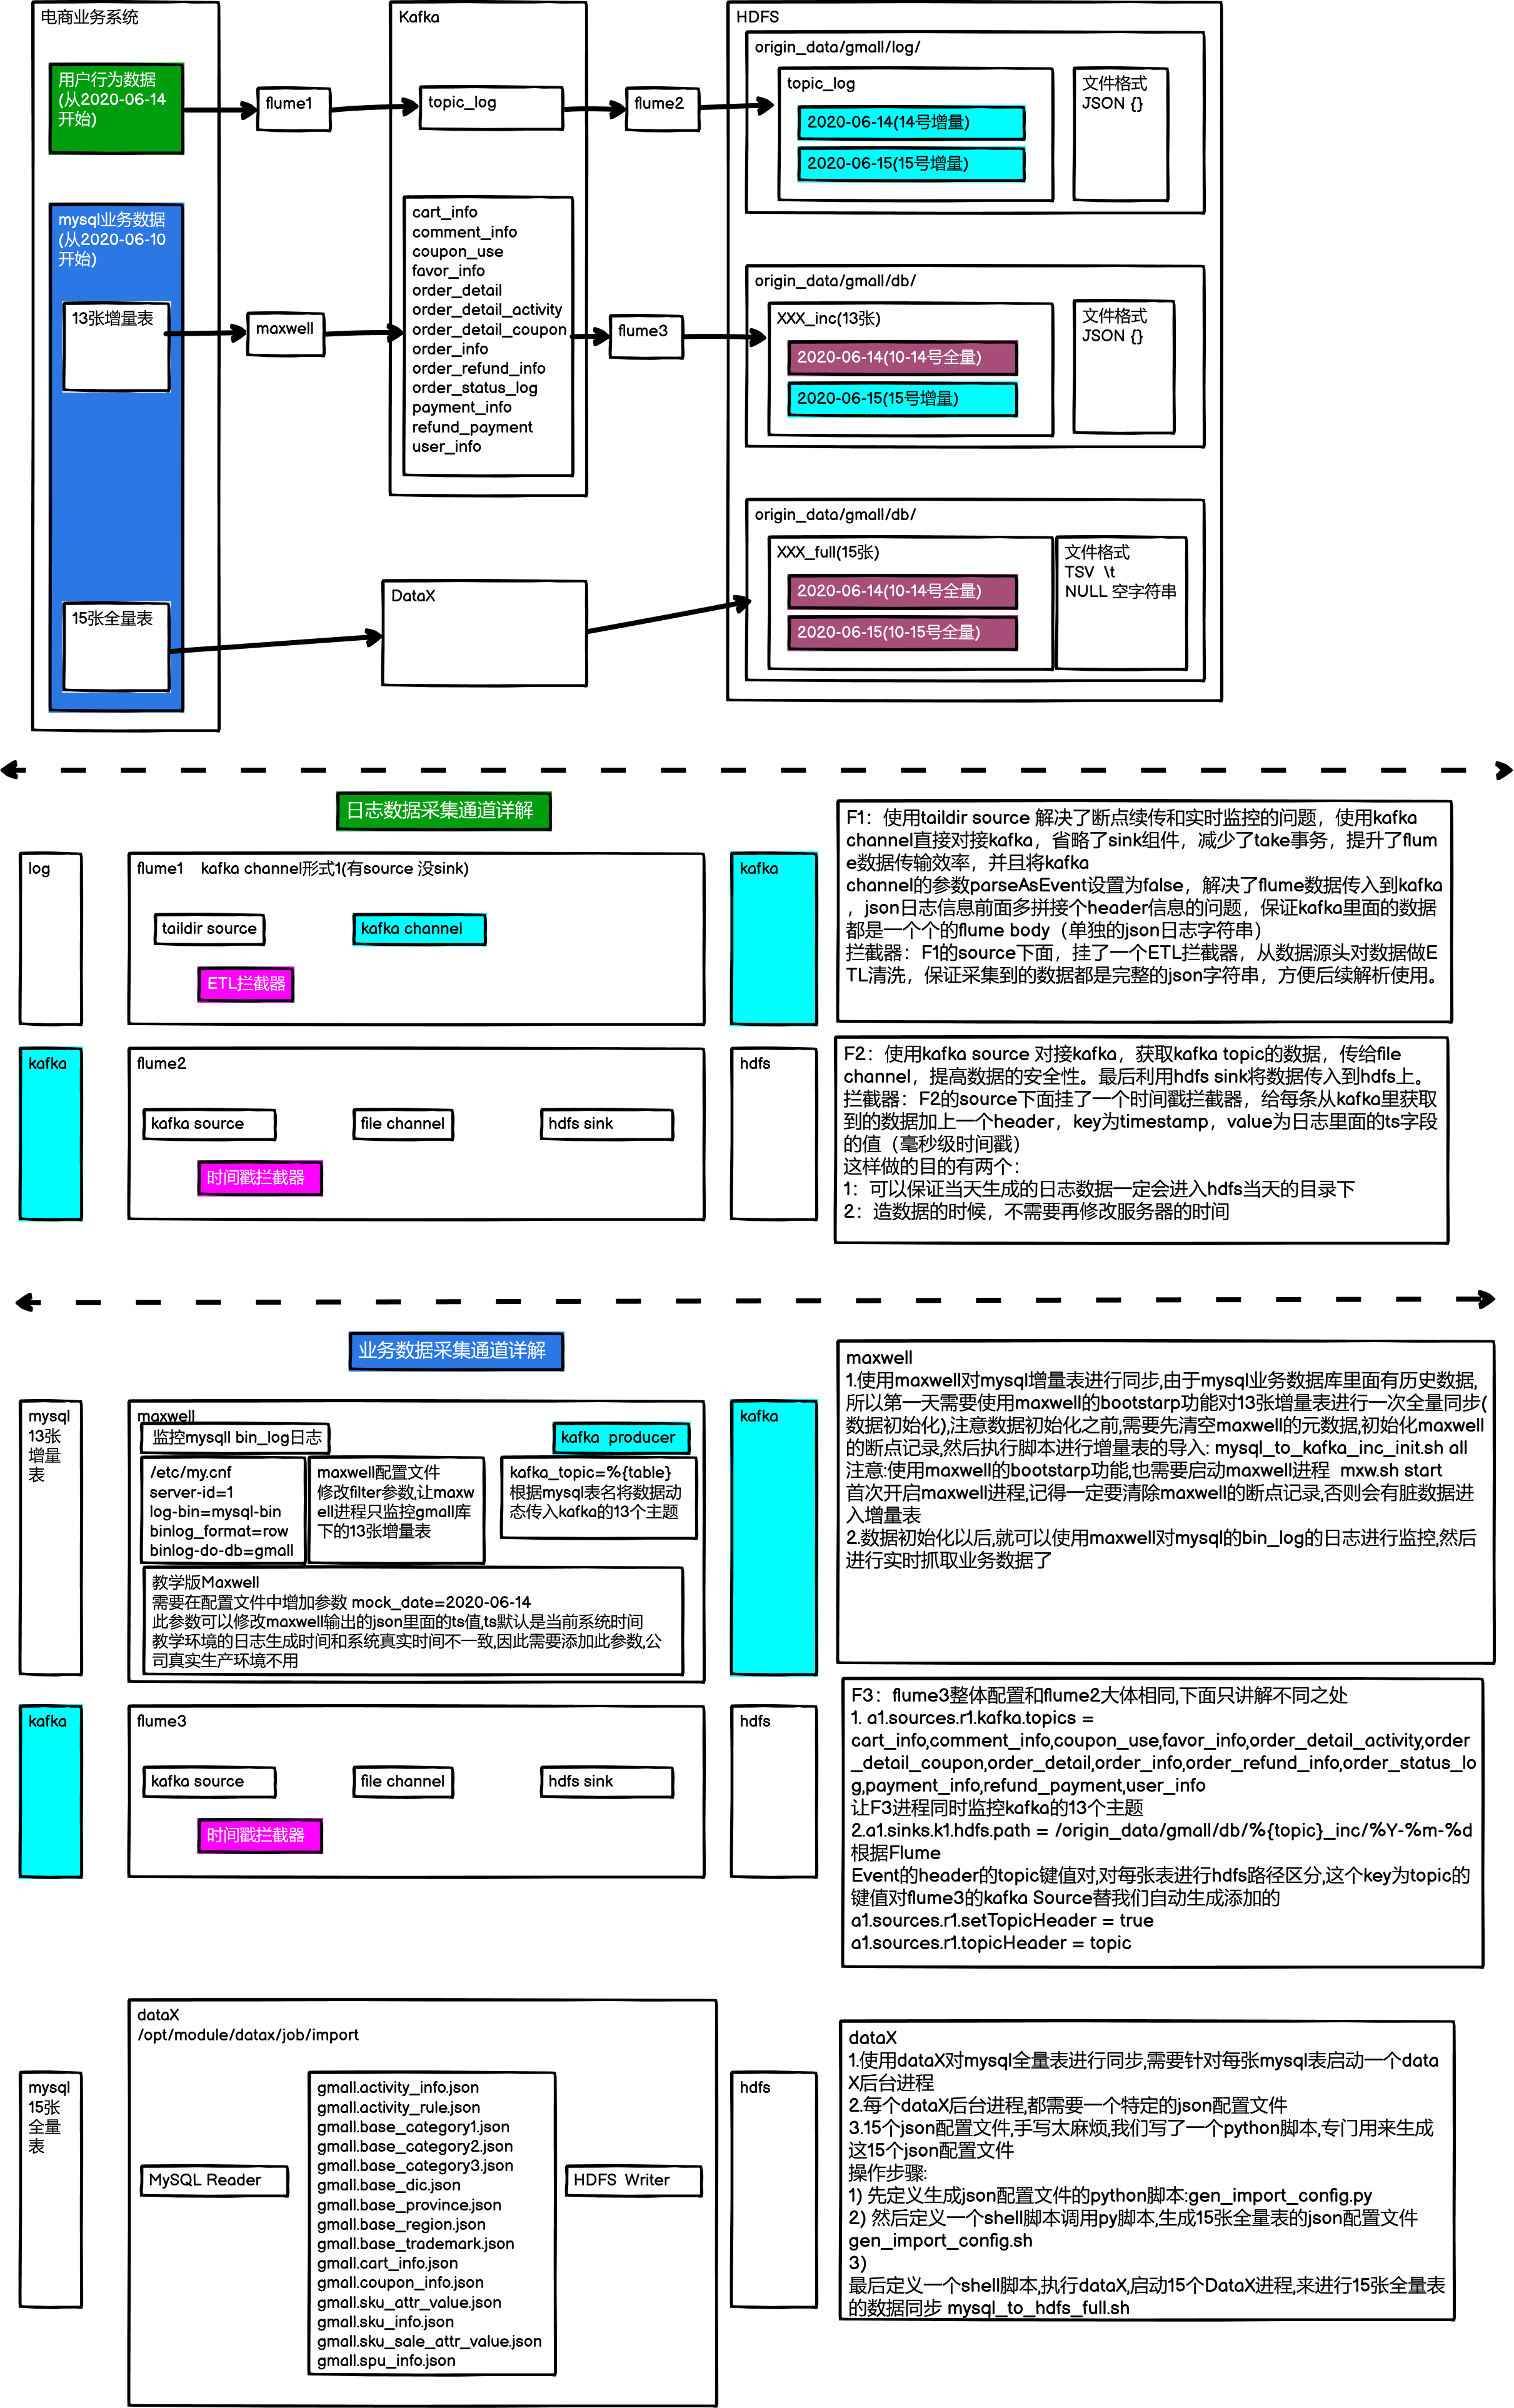 电商业务系统
用户行为数据
(从2020-06-14
开始)
flume1
Kafka
topic_log
flume2
HDFS
origin_data/gmall/log/
topic_log
2020-06-14(14号增量)
2020-06-15(15号增量)
文件格式
JSON {}
mysql业务数据
(从2020-06-10
开始)
13张增量表
maxwell
cart_info
comment_info
coupon_use
favor_info
order_detail
order_detail_activity
order_detail_coupon
order_info
order_refund_info
order_status_log
payment_info
refund_payment
user_info
flume3
origin_data/gmall/db/
XXX_inc(13张)
2020-06-14(10-14号全量)
2020-06-15(15号增量)
文件格式
JSON {}
15张全量表
DataX
origin_data/gmall/db/
XXX_full(15张)
2020-06-14(10-14号全量)
2020-06-15(10-15号全量)
文件格式
TSV \t
NULL 空字符串
日志数据采集通道详解
log
flume1 kafka channel形式1(有source 没sink)
taildir source
kafka channel
ETL拦截器
kafka
F1：使用taildir source 解决了断点续传和实时监控的问题，使用kafka
channel直接对接kafka，省略了sink组件，减少了take事务，提升了flum
e数据传输效率，并且将kafka
channel的参数parseAsEvent设置为false，解决了flume数据传入到kafka
，json日志信息前面多拼接个header信息的问题，保证kafka里面的数据
都是一个个的flume body（单独的json日志字符串）
拦截器：F1的source下面，挂了一个ETL拦截器，从数据源头对数据做E
TL清洗，保证采集到的数据都是完整的json字符串，方便后续解析使用。
kafka
flume2
kafka source
file channel
hdfs sink
时间戳拦截器
hdfs
F2：使用kafka source 对接kafka，获取kafka topic的数据，传给file
channel，提高数据的安全性。最后利用hdfs sink将数据传入到hdfs上。
拦截器：F2的source下面挂了一个时间戳拦截器，给每条从kafka里获取
到的数据加上一个header，key为timestamp，value为日志里面的ts字段
的值（毫秒级时间戳）
这样做的目的有两个：
1：可以保证当天生成的日志数据一定会进入hdfs当天的目录下
2：造数据的时候，不需要再修改服务器的时间
业务数据采集通道详解
mysql
13张
增量
表
maxwell
监控mysqll bin_log日志
kafka producer
/etc/my.cnf
server-id=1
log-bin=mysql-bin
binlog_format=row
binlog-do-db=gmall
maxwell配置文件
修改filter参数,让maxw
ell进程只监控gmall库
下的13张增量表
kafka_topic=%{table}
根据mysql表名将数据动
态传入kafka的13个主题
教学版Maxwell
需要在配置文件中增加参数 mock_date=2020-06-14
此参数可以修改maxwell输出的json里面的ts值,ts默认是当前系统时间
教学环境的日志生成时间和系统真实时间不一致,因此需要添加此参数,公
司真实生产环境不用
kafka
maxwell
1.使用maxwell对mysql增量表进行同步,由于mysql业务数据库里面有历史数据,
所以第一天需要使用maxwell的bootstarp功能对13张增量表进行一次全量同步(
数据初始化),注意数据初始化之前,需要先清空maxwell的元数据,初始化maxwell
的断点记录,然后执行脚本进行增量表的导入: mysql_to_kafka_inc_init.sh all
注意:使用maxwell的bootstarp功能,也需要启动maxwell进程 mxw.sh start
首次开启maxwell进程,记得一定要清除maxwell的断点记录,否则会有脏数据进
入增量表
2.数据初始化以后,就可以使用maxwell对mysql的bin_log的日志进行监控,然后
进行实时抓取业务数据了
kafka
flume3
kafka source
file channel
hdfs sink
时间戳拦截器
hdfs
F3：flume3整体配置和flume2大体相同,下面只讲解不同之处
1. a1.sources.r1.kafka.topics =
cart_info,comment_info,coupon_use,favor_info,order_detail_activity,order
_detail_coupon,order_detail,order_info,order_refund_info,order_status_lo
g,payment_info,refund_payment,user_info
让F3进程同时监控kafka的13个主题
2.a1.sinks.k1.hdfs.path = /origin_data/gmall/db/%{topic}_inc/%Y-%m-%d
根据Flume
Event的header的topic键值对,对每张表进行hdfs路径区分,这个key为topic的
键值对flume3的kafka Source替我们自动生成添加的
a1.sources.r1.setTopicHeader = true
a1.sources.r1.topicHeader = topic
mysql
15张
全量
表
dataX
/opt/module/datax/job/import
MySQL Reader
gmall.activity_info.json
gmall.activity_rule.json
gmall.base_category1.json
gmall.base_category2.json
gmall.base_category3.json
gmall.base_dic.json
gmall.base_province.json
gmall.base_region.json
gmall.base_trademark.json
gmall.cart_info.json
gmall.coupon_info.json
gmall.sku_attr_value.json
gmall.sku_info.json
gmall.sku_sale_attr_value.json
gmall.spu_info.json
HDFS Writer
hdfs
dataX
1.使用dataX对mysql全量表进行同步,需要针对每张mysql表启动一个data
X后台进程
2.每个dataX后台进程,都需要一个特定的json配置文件
3.15个json配置文件,手写太麻烦,我们写了一个python脚本,专门用来生成
这15个json配置文件
操作步骤:
1) 先定义生成json配置文件的python脚本:gen_import_config.py
2) 然后定义一个shell脚本调用py脚本,生成15张全量表的json配置文件
gen_import_config.sh
3)
最后定义一个shell脚本,执行dataX,启动15个DataX进程,来进行15张全量表
的数据同步 mysql_to_hdfs_full.sh